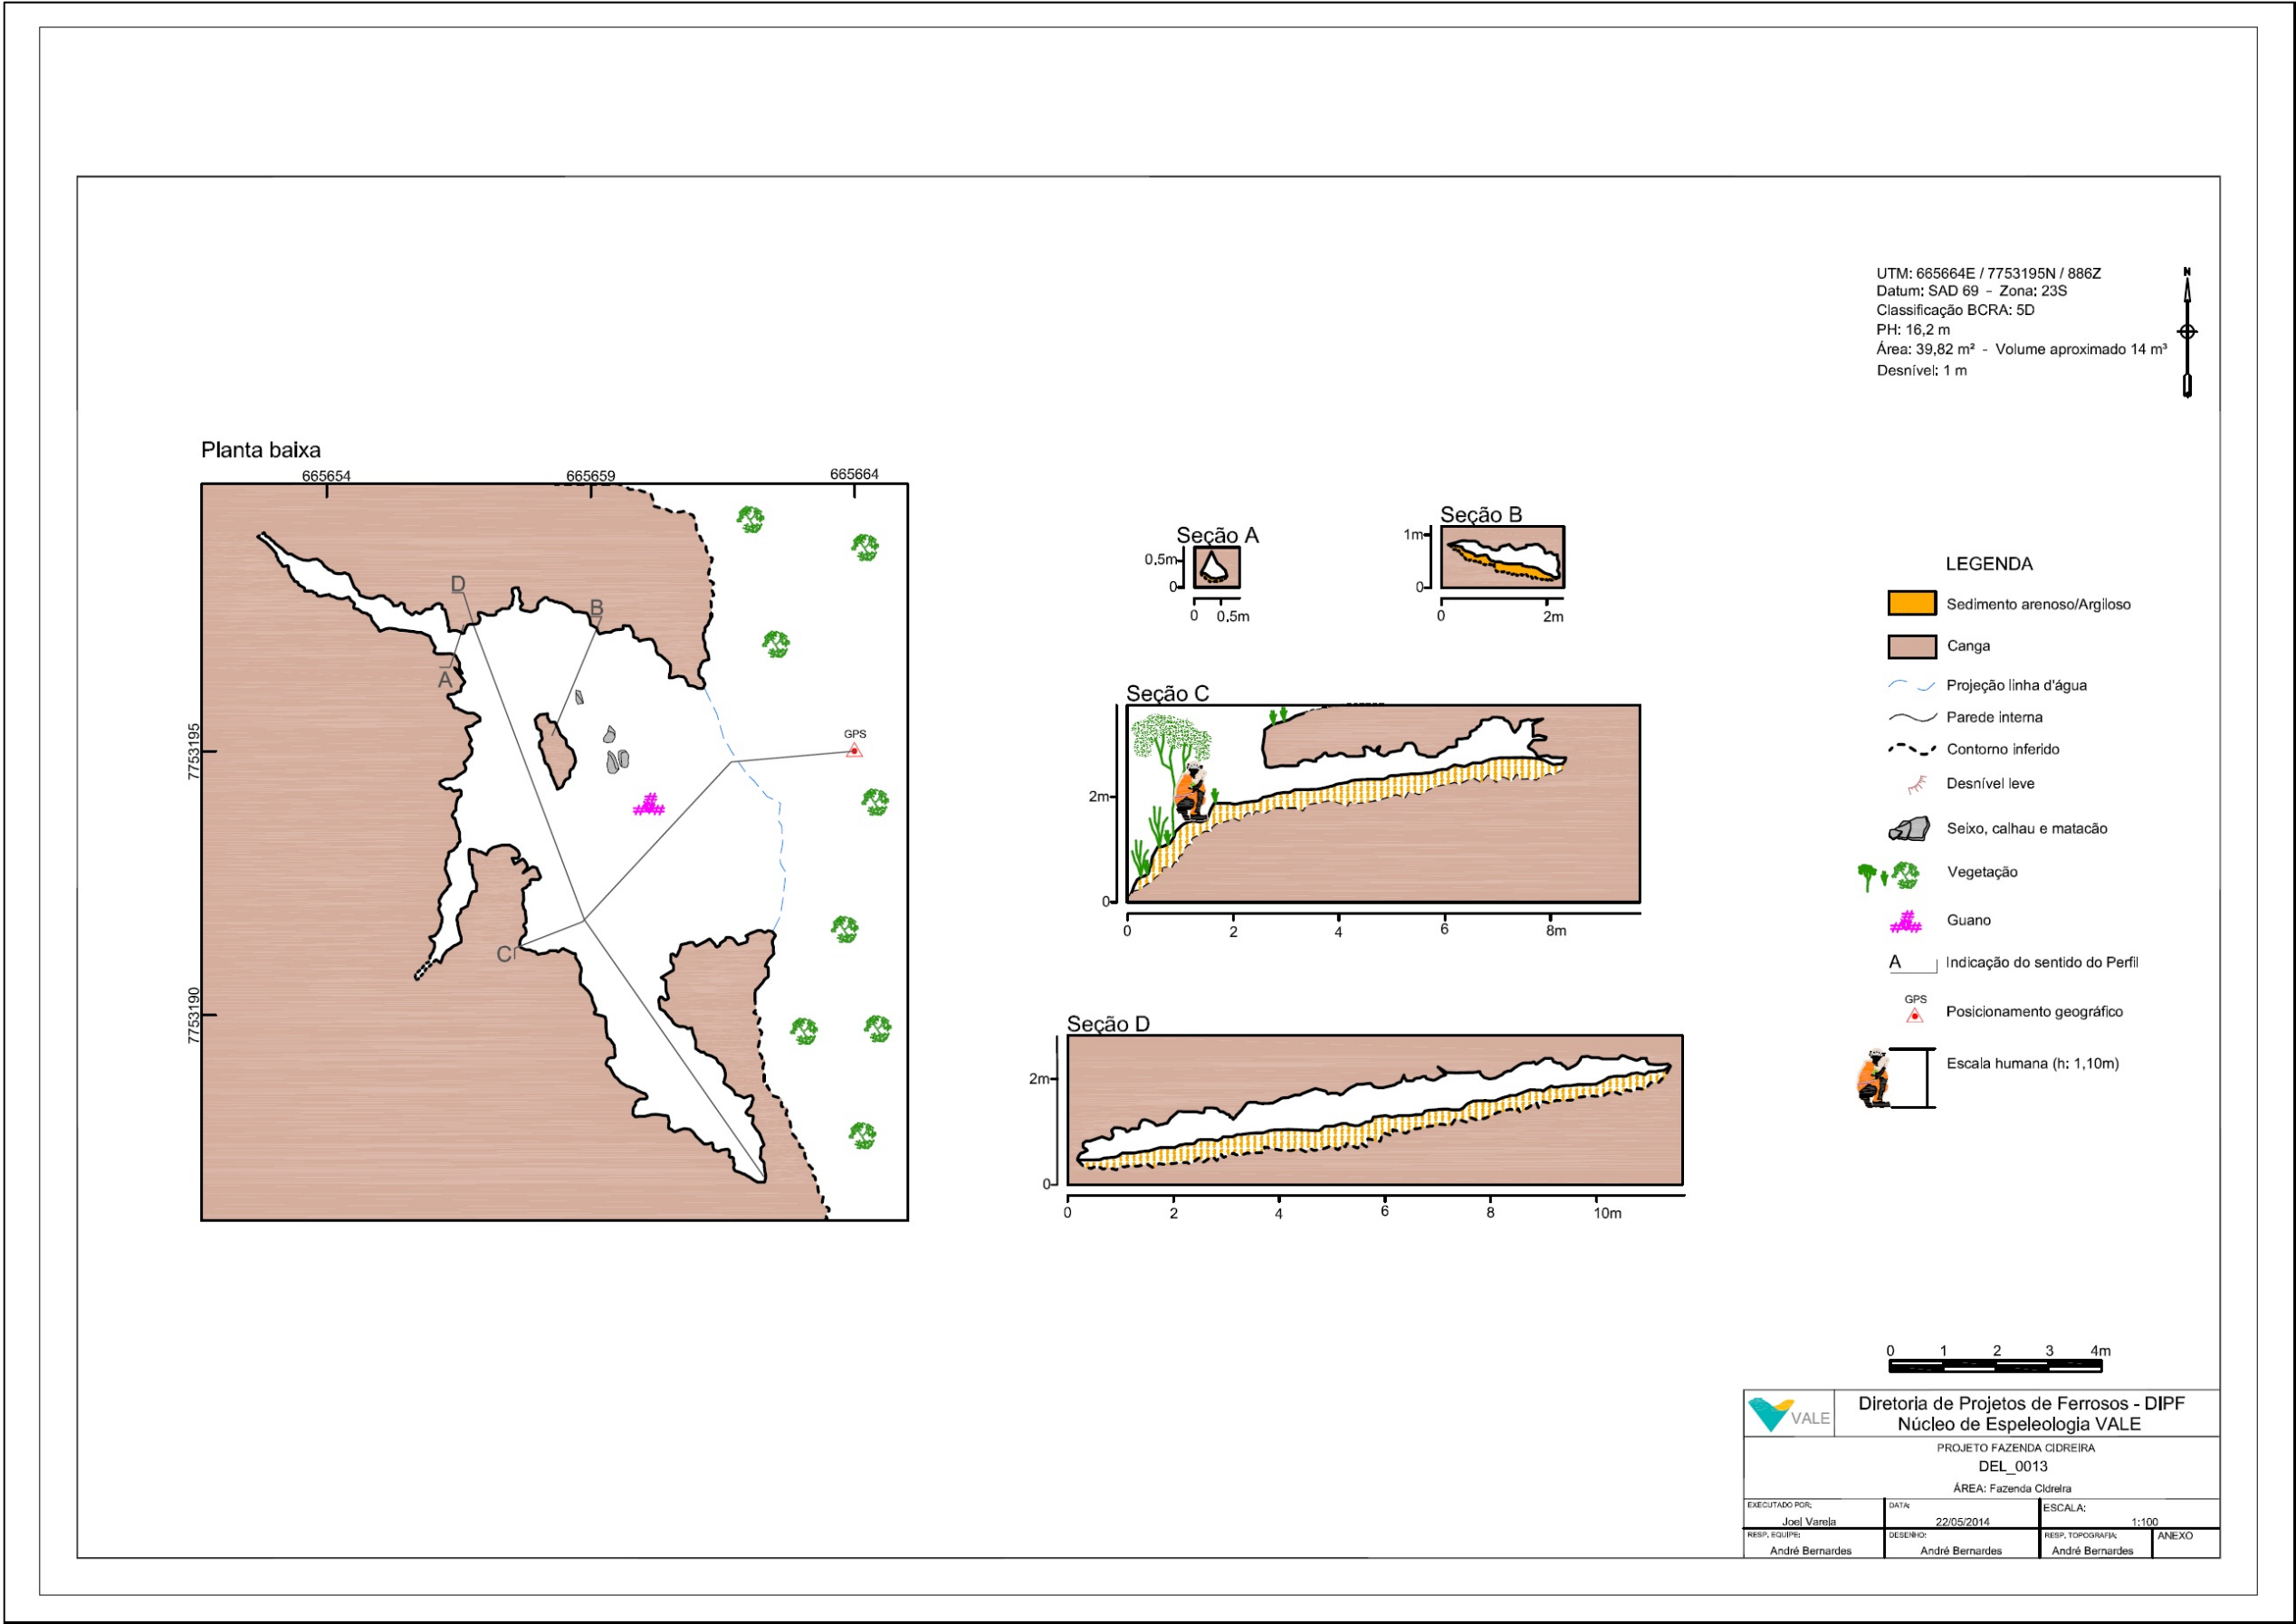 UTM: 665664E / 7753195N / 886Z
Datum: SAD 69 - Zona: 23S
Classificação BCRA: 5D
PH: 16,2 m
Área: 39,82 m² - Volume aproximado 14 m³
Desnível: 1 m
N
Planta baixa
665654
665659
665664
7753195
7753190
D
B
A
C
GPS
Seção A
0.5m
0
0
0.5m
Seção B
1m
0
0
2m
Seção C
2m
0
0
2
4
6
8m
Seção D
2m
0
0
2
4
6
8
10m
LEGENDA
Sedimento arenoso/Argiloso
Canga
Projeção linha d'água
Parede interna
Contorno inferido
Desnível leve
Seixo, calhau e matacão
Vegetação
Guano
A
Indicação do sentido do Perfil
GPS
Posicionamento geográfico
Escala humana (h: 1,10m)
0
1
2
3
4m
VALE
Diretoria de Projetos de Ferrosos - DIPF
Núcleo de Espeleologia VALE
PROJETO FAZENDA CIDREIRA
DEL_0013
ÁREA: Fazenda Cidreira
EXECUTADO POR:
Joel Varela
DATA:
22/05/2014
ESCALA:
1:100
RESP. EQUIPE:
André Bernardes
DESENHO:
André Bernardes
RESP. TOPOGRAFIA:
André Bernardes
ANEXO